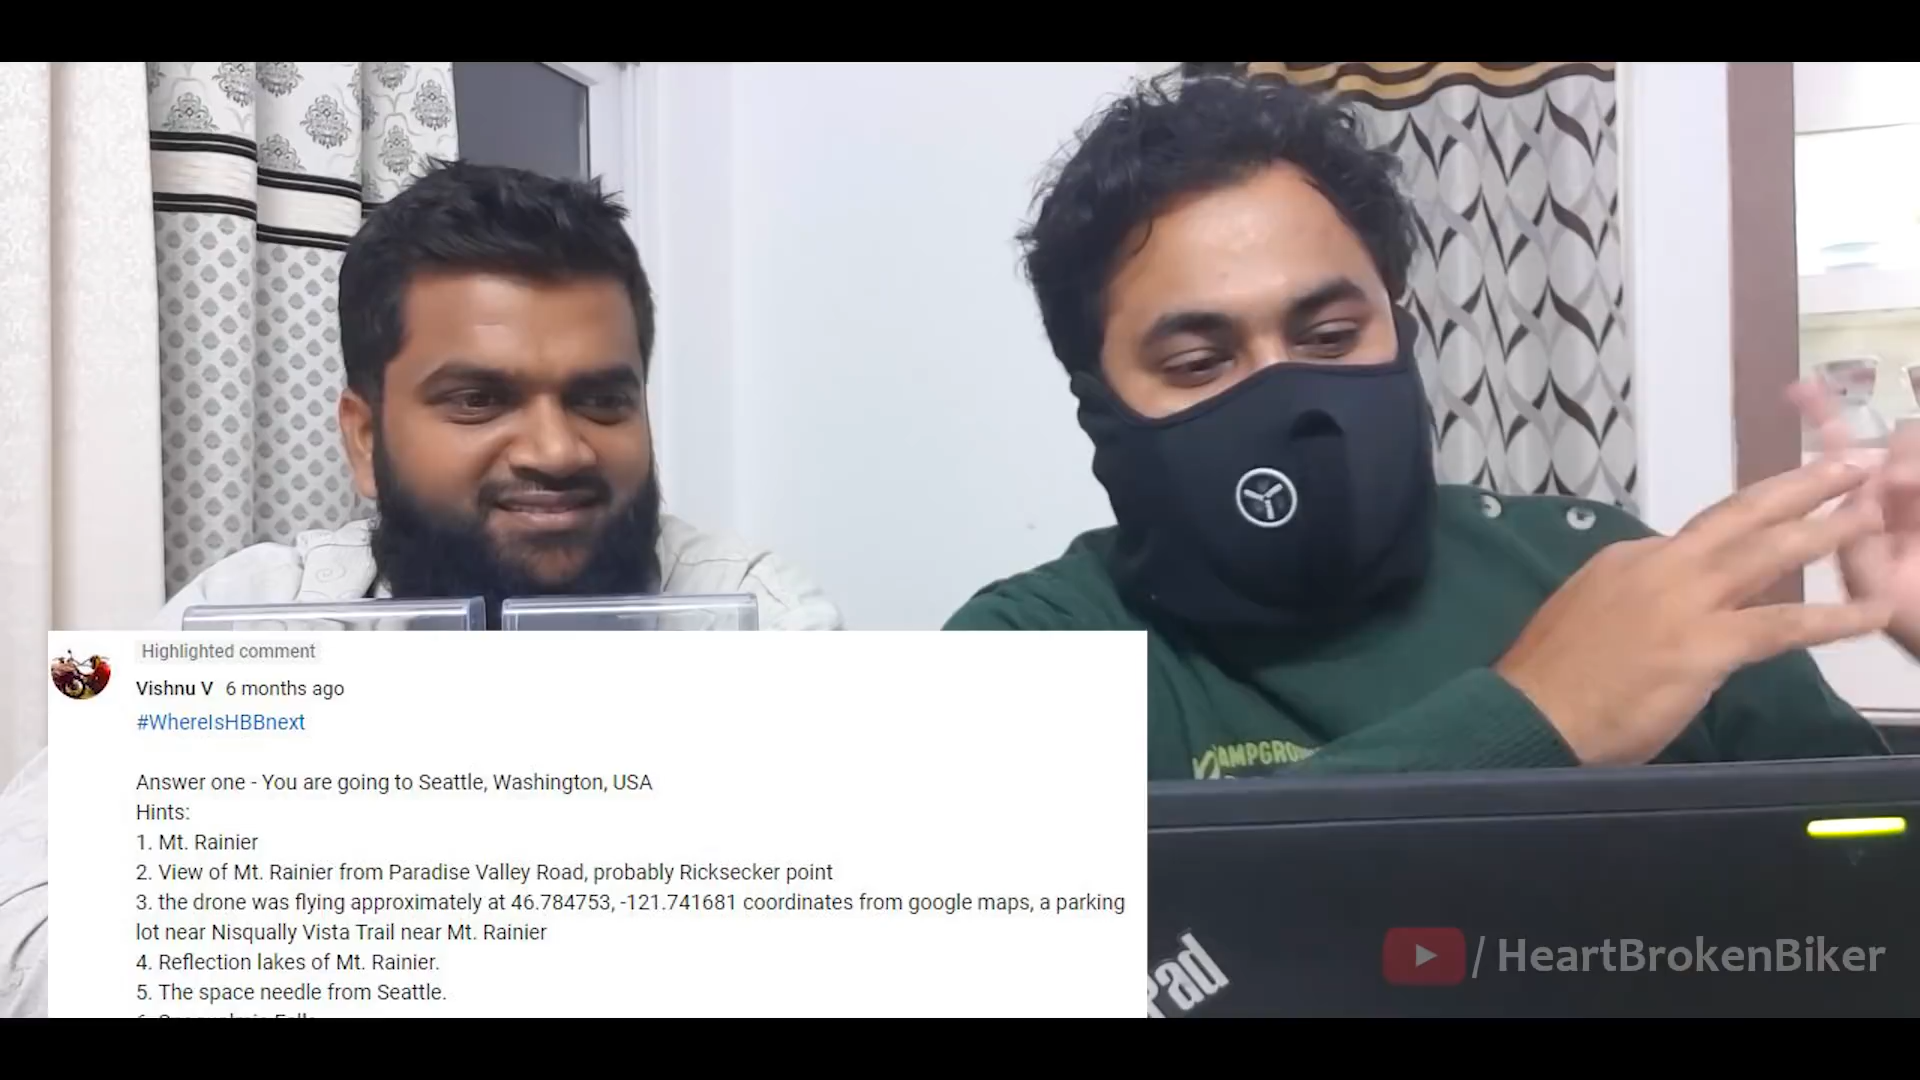 Highlighted comment
Vishnu V 6 months ago
#WhereIsHBBnext
Answer one - You are going to Seattle, Washington, USA
Hints:
1. Mt. Rainier
2. View of Mt. Rainier from Paradise Valley Road, probably Ricksecker point
3. the drone was flying approximately at 46.784753, -121.741681 coordinates from google maps, a parking
lot near Nisqually Vista Trail near Mt. Rainier
4. Reflection lakes of Mt. Rainier.
5. The space needle from Seattle.
/ HeartBrokenBiker
Pad